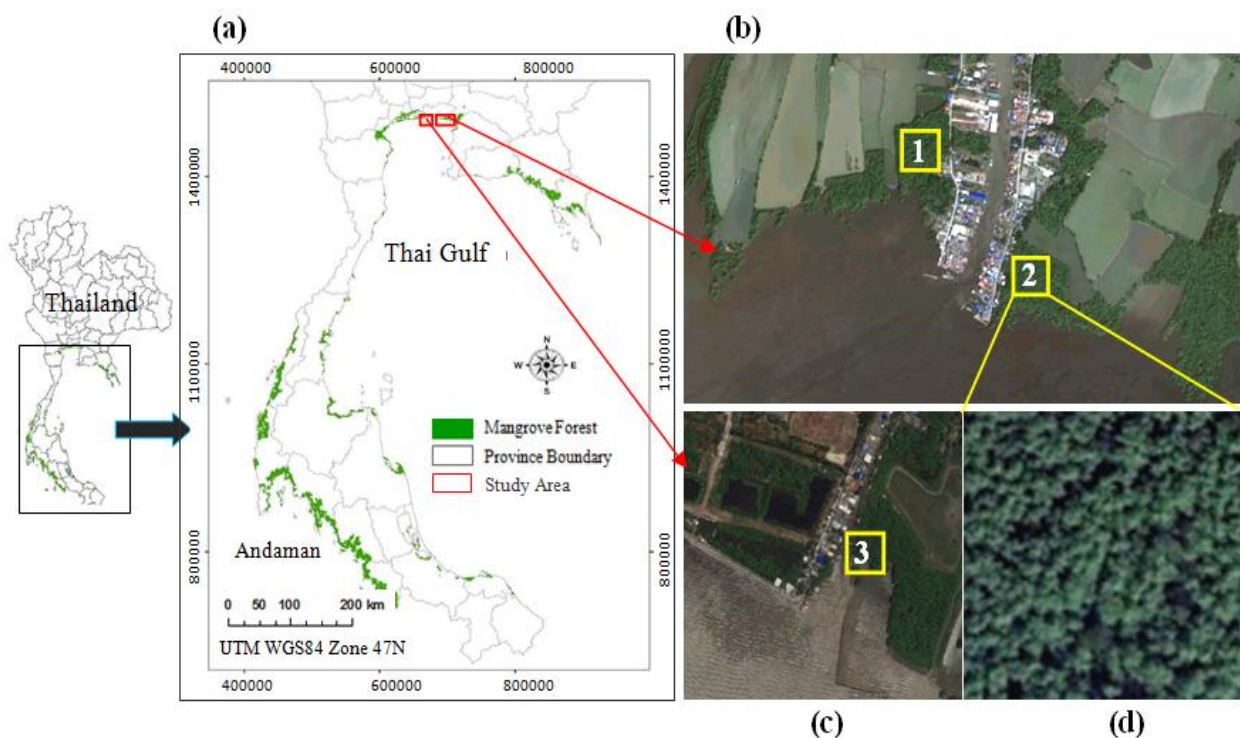 (a)
(b)
400000 600000 800000
1400000
1400000
Thai Gulf
Thailand
N
W E
S
1100000
1100000
Mangrove Forest
Province Boundary
Study Area
800000
800000
Andaman
0 50 100 200 km
UTM WGS84 Zone 47N
400000 600000 800000
1
2
3
(c)
(d)